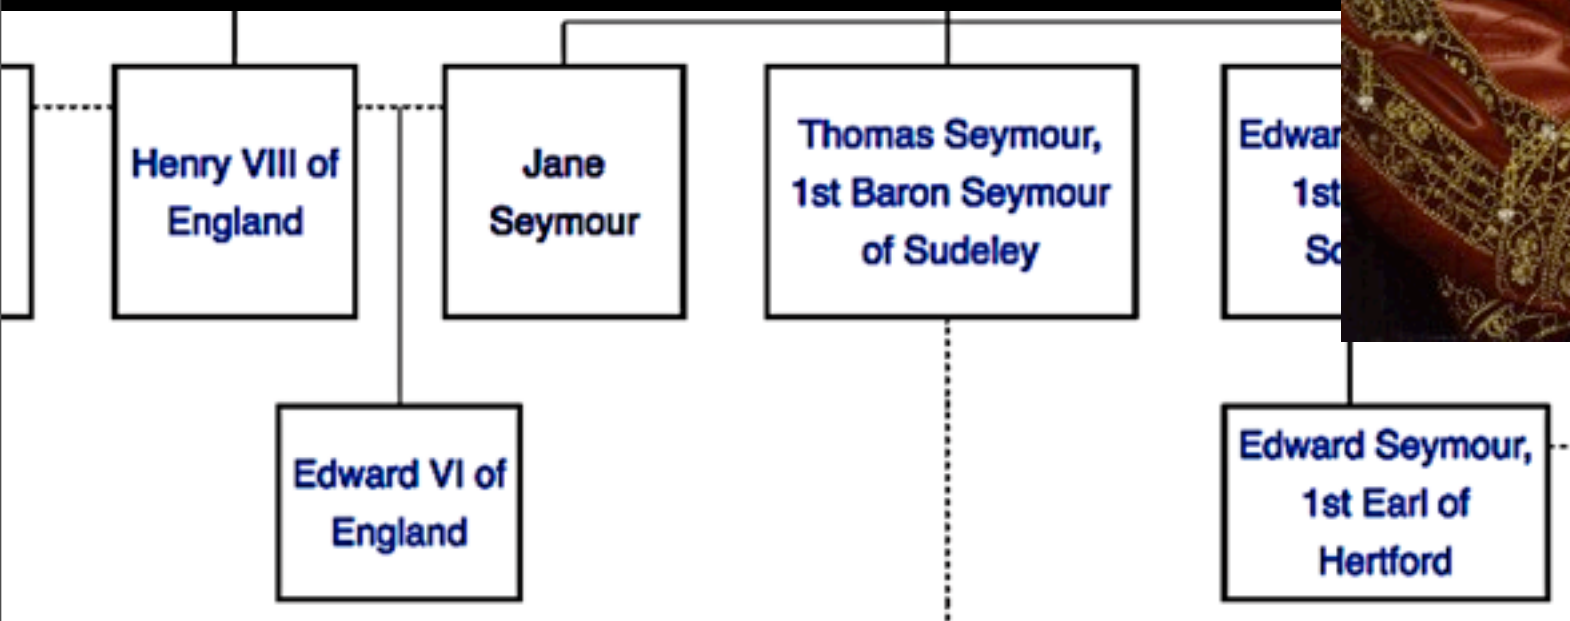 Henry VIII of
England
Jane
Seymour
Thomas Seymour,
1st Baron Seymour
of Sudeley
1st
Edward VI of
England
Edward Seymour,
1st Earl of
Hertford